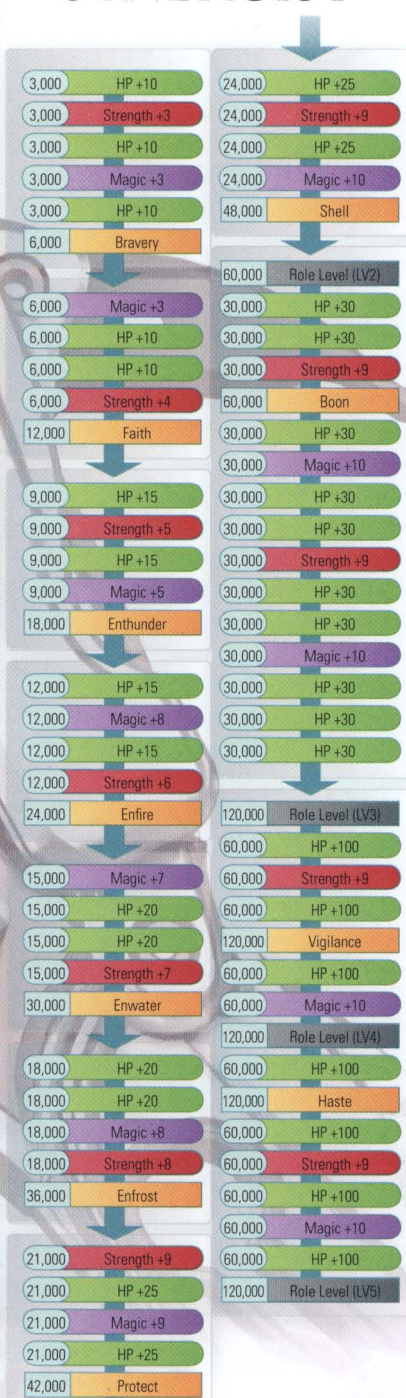 3,000 HP +10
3,000 Strength +3
3,000 HP +10
3,000 Magic +3
3,000 HP +10
6,000 Bravery
6,000 Magic +3
6,000 HP +10
6,000 HP +10
6,000 Strength +4
12,000 Faith
9,000 HP +15
9,000 Strength +5
9,000 HP +15
9,000 Magic +5
18,000 Enthunder
12,000 HP +15
12,000 Magic +8
12,000 HP +15
12,000 Strength +6
24,000 Enfire
15,000 Magic +7
15,000 HP +20
15,000 HP +20
15,000 Strength +7
30,000 Enwater
18,000 HP +20
18,000 HP +20
18,000 Magic +8
18,000 Strength +8
36,000 Enfrost
21,000 Strength +9
21,000 HP +25
21,000 Magic +9
21,000 HP +25
42,000 Protect
24,000 HP +25
24,000 Strength +9
24,000 HP +25
24,000 Magic +10
48,000 Shell
60,000 Role Level (LV2)
30,000 HP +30
30,000 HP +30
30,000 Strength +9
60,000 Boon
30,000 HP +30
30,000 Magic +10
30,000 HP +30
30,000 HP +30
30,000 Strength +9
30,000 HP +30
30,000 HP +30
30,000 Magic +10
30,000 HP +30
30,000 HP +30
30,000 HP +30
120,000 Role Level (LV3)
60,000 HP +100
60,000 Strength +9
60,000 HP +100
120,000 Vigilance
60,000 HP +100
60,000 Magic +10
120,000 Role Level (LV4)
60,000 HP +100
120,000 Haste
60,000 HP +100
60,000 Strength +9
60,000 HP +100
60,000 Magic +10
60,000 HP +100
120,000 Role Level (LV5)